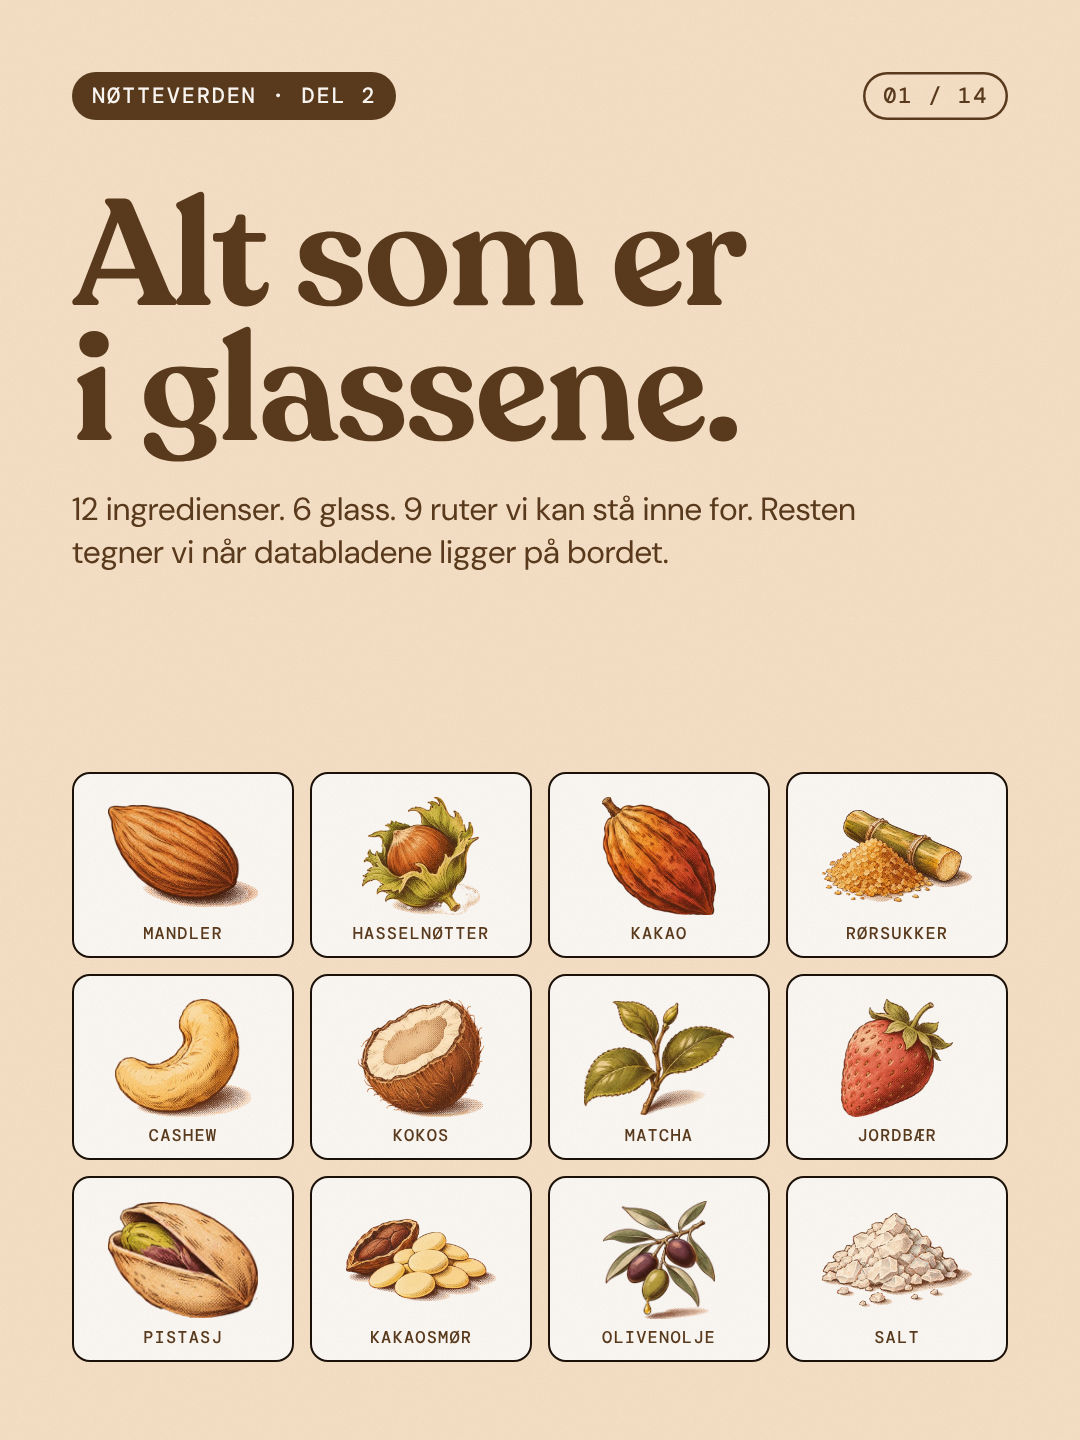 NØTTEVERDEN · DEL 2
01 / 14
Alt som er
i glassene.
12 ingredienser. 6 glass. 9 ruter vi kan stå inne for. Resten
tegner vi når databladene ligger på bordet.
MANDLER
HASSELNØTTER
KAKAO
RØRSUKKER
CASHEW
KOKOS
MATCHA
JORDBÆR
PISTASJ
KAKAOSMØR
OLIVENOLJE
SALT